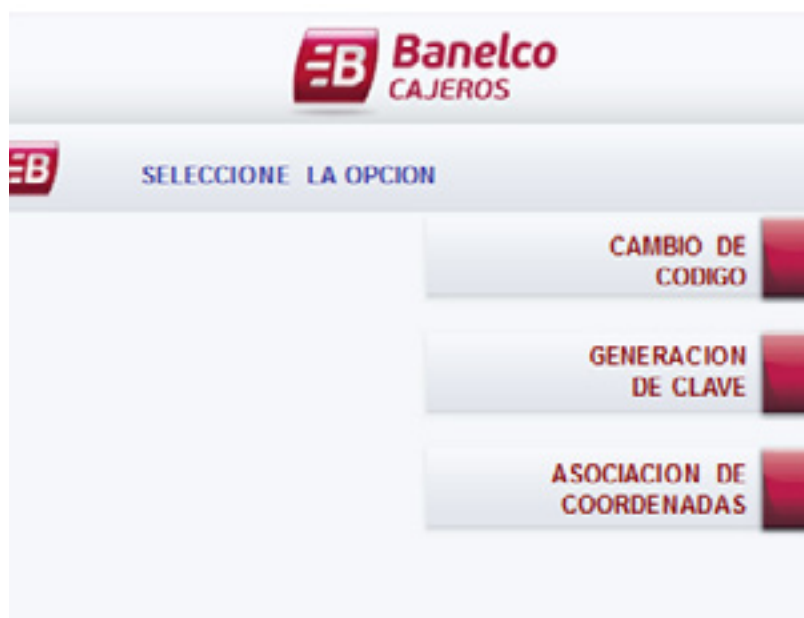 B Banelco
CAJEROS
B SELECCIONE LA OPCION
CAMBIO DE
CODIGO
GENERACION
DE CLAVE
ASOCIACION DE
COORDENADAS